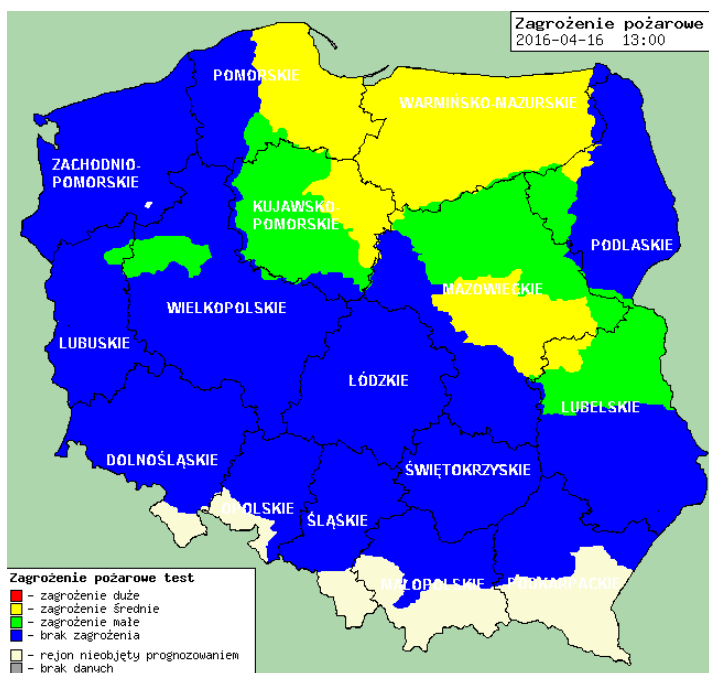 Zagrożenie pożarowe
2016-04-16 13:00
POMORSKIE
WARMIŃSKO-MAZURSKIE
ZACHODNIO-
POMORSKIE
KUJAWSKO-
POMORSKIE
PODLASKIE
MAZOWIECKIE
WIELKOPOLSKIE
LUBUSKIE
ŁÓDZKIE
LUBELSKIE
DOLNOŚLĄSKIE
ŚWIĘTOKRZYSKIE
OPOLSKIE
ŚLĄSKIE
MAŁOPOLSKIE
PODKARPACKIE
Zagrożenie pożarowe test
- zagrożenie duże
- zagrożenie średnie
- zagrożenie małe
- brak zagrożenia
- rejon nieobjęty prognozowaniem
- brak danych